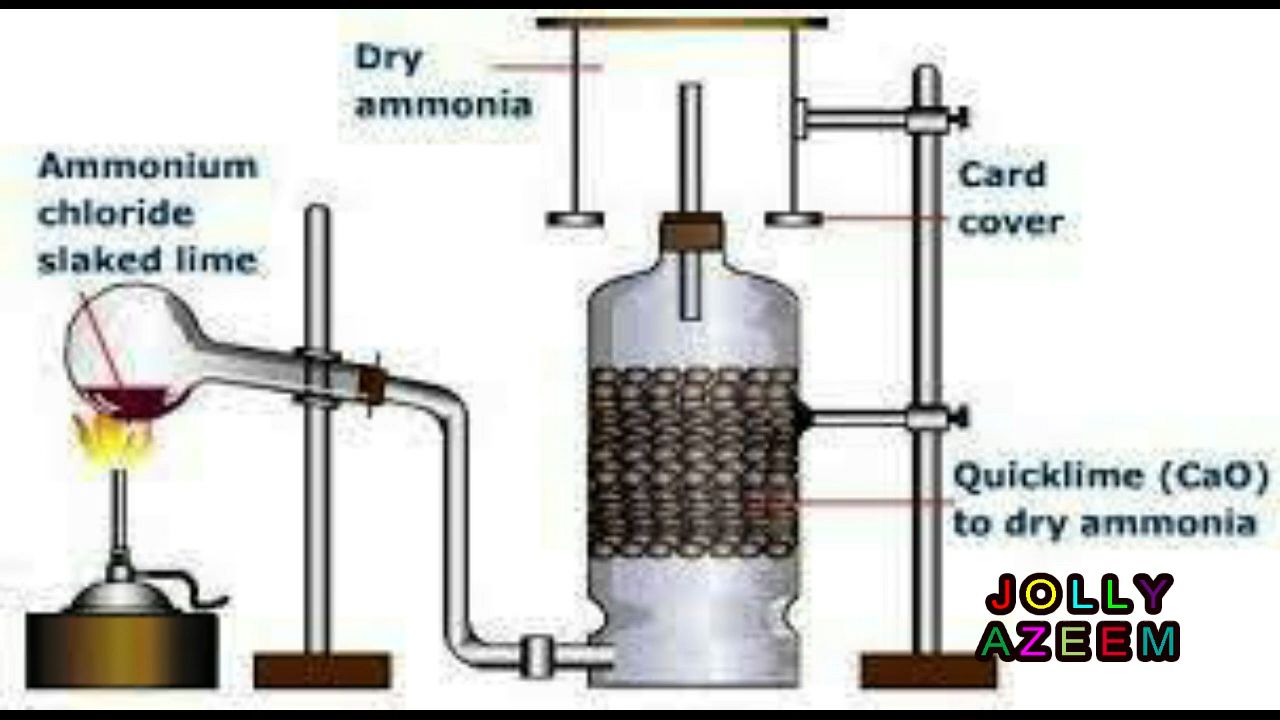 Dry
ammonia
Ammonium
chloride
slaked lime
Card
cover
Quicklime (CaO)
to dry ammonia
JOLLY
AZEEM